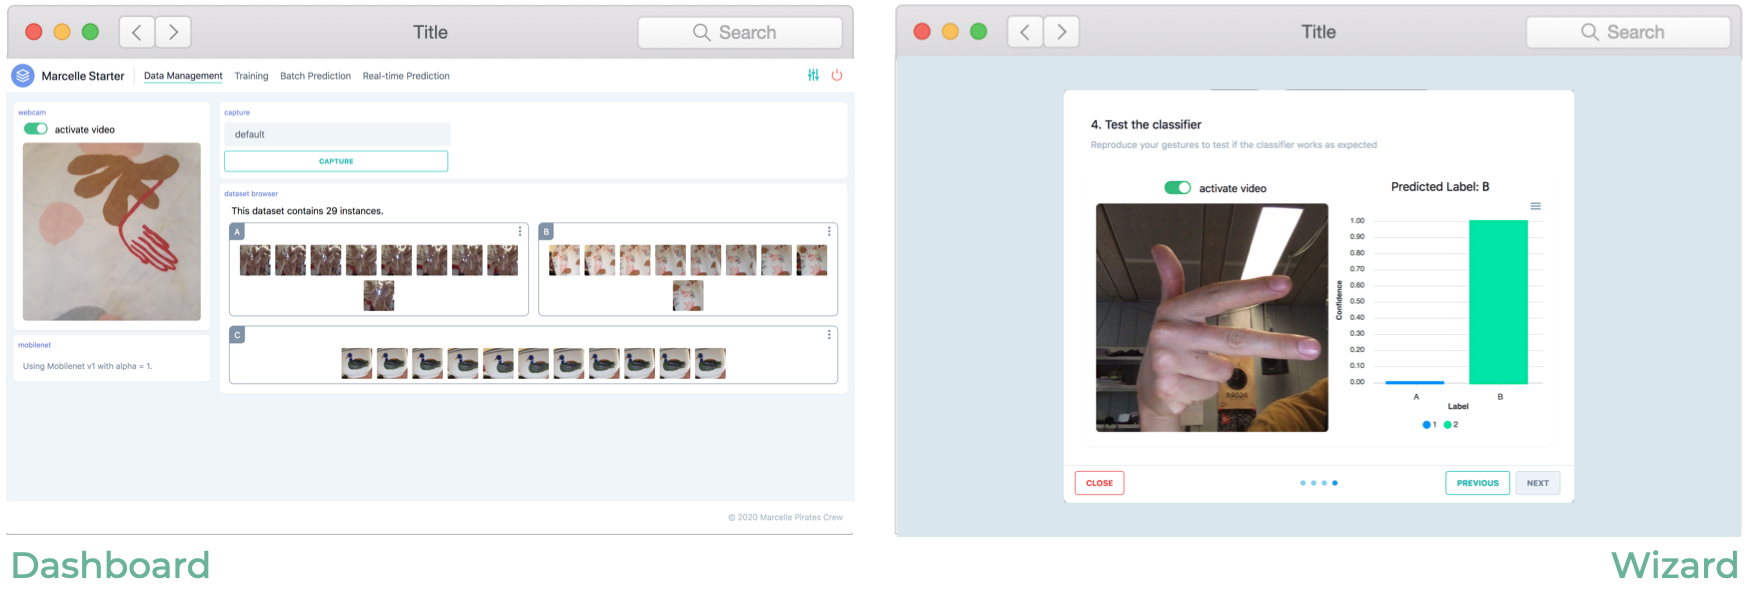 Title
Search
Marcelle Starter
Data Management Training Batch Prediction Real-time Prediction
webcam
activate video
mobilenet
Using Mobilenet v1 with alpha = 1.
capture
default
CAPTURE
dataset browser
This dataset contains 29 instances.
A
B
C
© 2020 Marcelle Pirates Crew
Dashboard
Title
Search
4. Test the classifier
Reproduce your gestures to test if the classifier works as expected
activate video
Predicted Label: B
1.00
0.90
0.80
0.70
0.60
0.50
0.40
0.30
0.20
0.10
0.00
Confidence
A B
Label
1 2
CLOSE
PREVIOUS
NEXT
Wizard